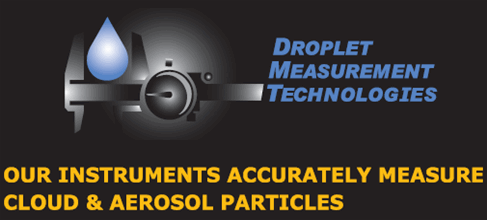 DROPLET
MEASUREMENT
TECHNOLOGIES
OUR INSTRUMENTS ACCURATELY MEASURE
CLOUD & AEROSOL PARTICLES